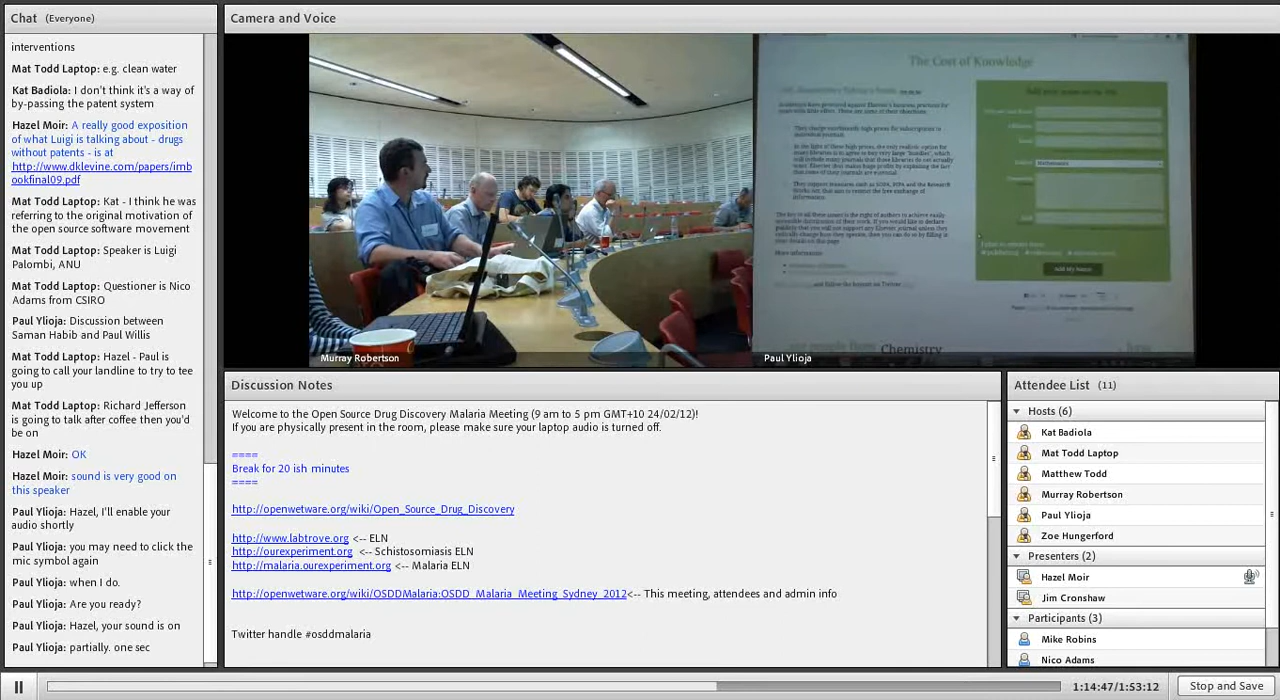 Chat (Everyone)
interventions
Mat Todd Laptop: e.g. clean water
Kat Badiola: I don't think it's a way of
by-passing the patent system
Hazel Moir: A really good exposition
of what Luigi is talking about - drugs
without patents - is at
http://www.dklevine.com/papers/imb
ookfinal09.pdf
Mat Todd Laptop: Kat - I think he was
referring to the original motivation of
the open source software movement
Mat Todd Laptop: Speaker is Luigi
Palombi, ANU
Mat Todd Laptop: Questioner is Nico
Adams from CSIRO
Paul Ylioja: Discussion between
Saman Habib and Paul Willis
Mat Todd Laptop: Hazel - Paul is
going to call your landline to try to tee
you up
Mat Todd Laptop: Richard Jefferson
is going to talk after coffee then you'd
be on
Hazel Moir: OK
Hazel Moir: sound is very good on
this speaker
Paul Ylioja: Hazel, I'll enable your
audio shortly
Paul Ylioja: you may need to click the
mic symbol again
Paul Ylioja: when I do.
Paul Ylioja: Are you ready?
Paul Ylioja: Hazel, your sound is on
Paul Ylioja: partially. one sec
Camera and Voice
The Cost of Knowledge
More information
Add My Name
Chemistry
Murray Robertson
Paul Ylioja
Discussion Notes
Welcome to the Open Source Drug Discovery Malaria Meeting (9 am to 5 pm GMT+10 24/02/12)!
If you are physically present in the room, please make sure your laptop audio is turned off.
====
Break for 20 ish minutes
====
http://openwetware.org/wiki/Open_Source_Drug_Discovery
http://www.labtrove.org <-- ELN
http://ourexperiment.org <-- Schistosomiasis ELN
http://malaria.ourexperiment.org <-- Malaria ELN
http://openwetware.org/wiki/OSDDMalaria:OSDD_Malaria_Meeting_Sydney_2012<-- This meeting, attendees and admin info
Twitter handle #osddmalaria
Attendee List (11)
Hosts (6)
Kat Badiola
Mat Todd Laptop
Matthew Todd
Murray Robertson
Paul Ylioja
Zoe Hungerford
Presenters (2)
Hazel Moir
Jim Cronshaw
Participants (3)
Mike Robins
Nico Adams
1:14:47/1:53:12
Stop and Save